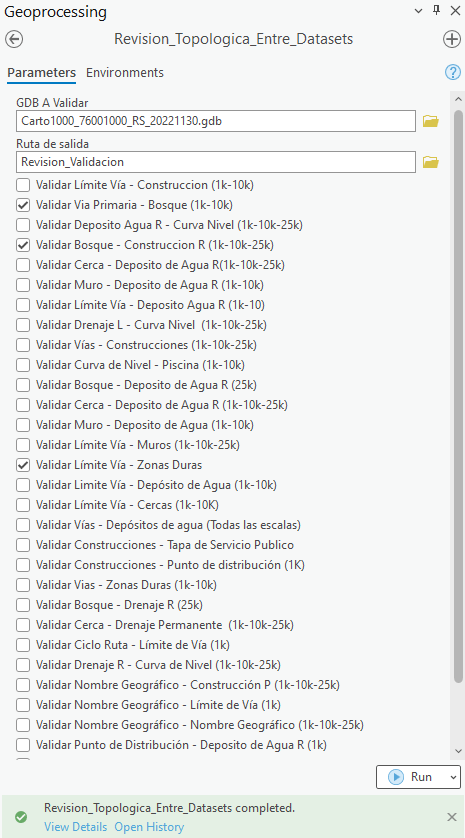 Geoprocessing
Revision_Topologica_Entre_Datasets
Parameters Environments
GDB A Validar
Carto1000_76001000_RS_20221130.gdb
Ruta de salida
Revision_Validacion
Validar Límite Vía - Construccion (1k-10k)
Validar Via Primaria - Bosque (1k-10k)
Validar Deposito Agua R - Curva Nivel (1k-10k-25k)
Validar Bosque - Construccion R (1k-10k-25k)
Validar Cerca - Deposito de Agua R(1k-10k-25k)
Validar Muro - Deposito de Agua R (1k-10k)
Validar Límite Vía - Deposito Agua R (1k-10)
Validar Drenaje L - Curva Nivel  (1k-10k-25k)
Validar Vías - Construcciones (1k-10k-25k)
Validar Curva de Nivel - Piscina (1k-10k)
Validar Bosque - Deposito de Agua R (25k)
Validar Cerca - Deposito de Agua R (1k-10k-25k)
Validar Muro - Deposito de Agua (1k-10k)
Validar Límite Vía - Muros (1k-10k-25k)
Validar Límite Vía - Zonas Duras
Validar Limite Vía - Depósito de Agua (1k-10k)
Validar Límite Vía - Cercas (1k-10K)
Validar Vías - Depósitos de agua (Todas las escalas)
Validar Construcciones - Tapa de Servicio Publico
Validar Construcciones - Punto de distribución (1K)
Validar Vias - Zonas Duras (1k-10k)
Validar Bosque - Drenaje R (25k)
Validar Cerca - Drenaje Permanente  (1k-10k-25k)
Validar Ciclo Ruta - Límite de Vía (1k)
Validar Drenaje R - Curva de Nivel (1k-10k-25k)
Validar Nombre Geográfico - Construcción P (1k-10k-25k)
Validar Nombre Geográfico - Límite de Vía (1k)
Validar Nombre Geográfico - Nombre Geográfico (1k-10k-25k)
Validar Punto de Distribución - Deposito de Agua R (1k)
Run
Revision_Topologica_Entre_Datasets completed.
View Details Open History